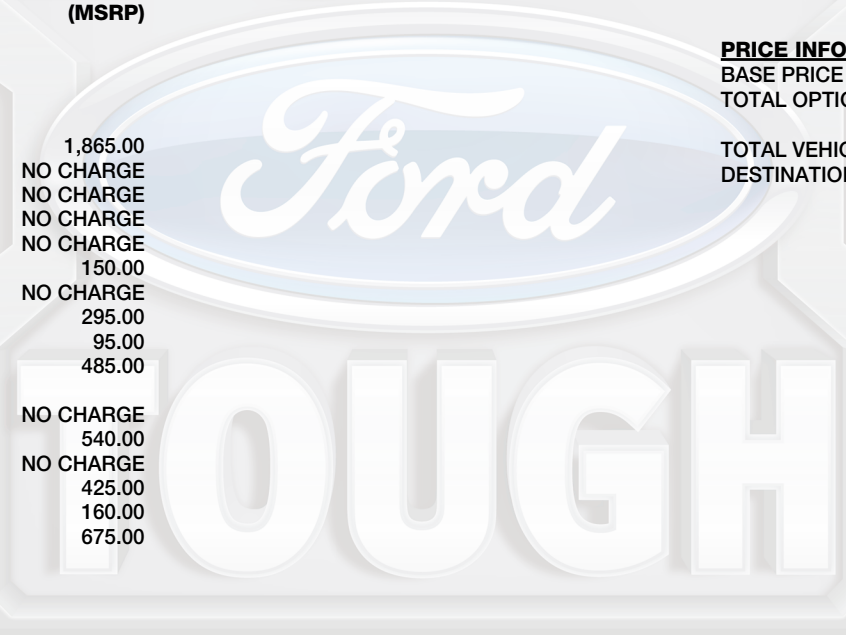 (MSRP)
1,865.00
NO CHARGE
NO CHARGE
NO CHARGE
NO CHARGE
150.00
NO CHARGE
295.00
95.00
485.00
NO CHARGE
540.00
NO CHARGE
425.00
160.00
675.00
PRICE INFO
BASE PRICE
TOTAL OPTIO
TOTAL VEHIC
DESTINATION
Ford
TOUGH